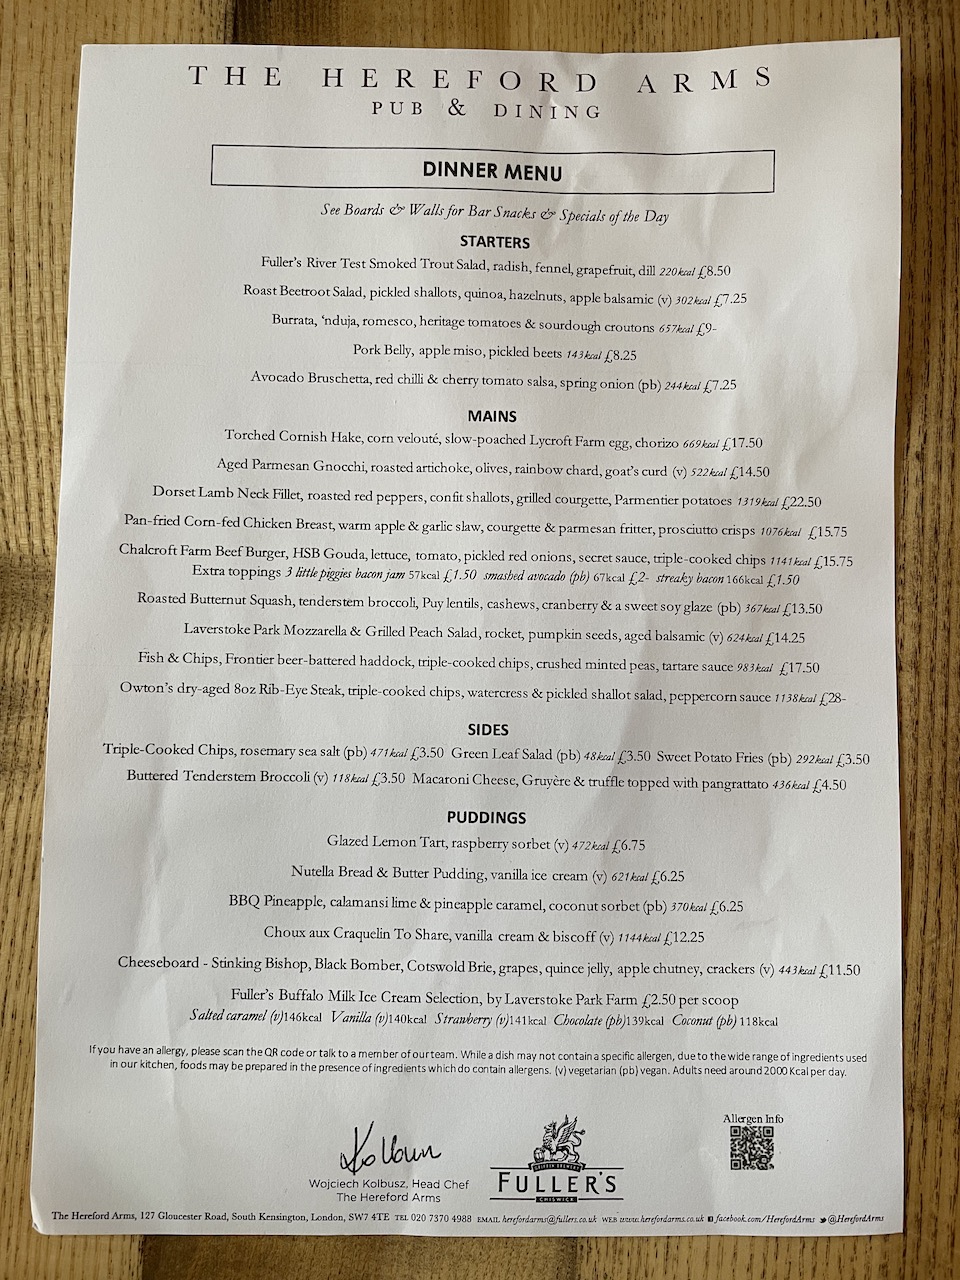 THE HEREFORD ARMS
PUB & DINING
DINNER MENU
See Boards & Walls for Bar Snacks & Specials of the Day
STARTERS
Fuller's River Test Smoked Trout Salad, radish, fennel, grapefruit, dill 220kcal £8.50
Roast Beetroot Salad, pickled shallots, quinoa, hazelnuts, apple balsamic (v) 302kcal £7.25
Burrata, 'nduja, romesco, heritage tomatoes & sourdough croutons 657kcal £9-
Pork Belly, apple miso, pickled beets 143kcal £8.25
Avocado Bruschetta, red chilli & cherry tomato salsa, spring onion (pb) 244kcal £7.25
MAINS
Torched Cornish Hake, corn velouté, slow-poached Lycroft Farm egg, chorizo 669kcal £17.50
Aged Parmesan Gnocchi, roasted artichoke, olives, rainbow chard, goat's curd (v) 522kcal £14.50
Dorset Lamb Neck Fillet, roasted red peppers, confit shallots, grilled courgette, Parmentier potatoes 1319kcal £22.50
Pan-fried Corn-fed Chicken Breast, warm apple & garlic slaw, courgette & parmesan fritter, prosciutto crisps 1076kcal £15.75
Chalcroft Farm Beef Burger, HSB Gouda, lettuce, tomato, pickled red onions, secret sauce, triple-cooked chips 1141kcal £15.75
Extra toppings 3 little piggies bacon jam 57kcal £1.50 smashed avocado (pb) 67kcal £2- streaky bacon 166kcal £1.50
Roasted Butternut Squash, tenderstem broccoli, Puy lentils, cashews, cranberry & a sweet soy glaze (pb) 367kcal £13.50
Laverstoke Park Mozzarella & Grilled Peach Salad, rocket, pumpkin seeds, aged balsamic (v) 624kcal £14.25
Fish & Chips, Frontier beer-battered haddock, triple-cooked chips, crushed minted peas, tartare sauce 983kcal £17.50
Owton's dry-aged 8oz Rib-Eye Steak, triple-cooked chips, watercress & pickled shallot salad, peppercorn sauce 1138kcal £28-
SIDES
Triple-Cooked Chips, rosemary sea salt (pb) 471kcal £3.50 Green Leaf Salad (pb) 48kcal £3.50 Sweet Potato Fries (pb) 292kcal £3.50
Buttered Tenderstem Broccoli (v) 118kcal £3.50 Macaroni Cheese, Gruyère & truffle topped with pangrattato 436kcal £4.50
PUDDINGS
Glazed Lemon Tart, raspberry sorbet (v) 472kcal £6.75
Nutella Bread & Butter Pudding, vanilla ice cream (v) 621kcal £6.25
BBQ Pineapple, calamansi lime & pineapple caramel, coconut sorbet (pb) 370kcal £6.25
Choux aux Craquelin To Share, vanilla cream & biscoff (v) 1144kcal £12.25
Cheeseboard - Stinking Bishop, Black Bomber, Cotswold Brie, grapes, quince jelly, apple chutney, crackers (v) 443kcal £11.50
Fuller's Buffalo Milk Ice Cream Selection, by Laverstoke Park Farm £2.50 per scoop
Salted caramel (v)146kcal Vanilla (v)140kcal Strawberry (v)141kcal Chocolate (pb)139kcal Coconut (pb) 118kcal
If you have an allergy, please scan the QR code or talk to a member of our team. While a dish may not contain a specific allergen, due to the wide range of ingredients used
in our kitchen, foods may be prepared in the presence of ingredients which do contain allergens. (v) vegetarian (pb) vegan. Adults need around 2000 Kcal per day.
Allergen Info
Kolbusz
GRIFFIN BREWERY
FULLER'S
CHISWICK
Wojciech Kolbusz, Head Chef
The Hereford Arms
The Hereford Arms, 127 Gloucester Road, South Kensington, London, SW7 4TE TEL 020 7370 4988 EMAIL herefordarms@fullers.co.uk WEB www.herefordarms.co.uk facebook.com/HerefordArms @HerefordArms